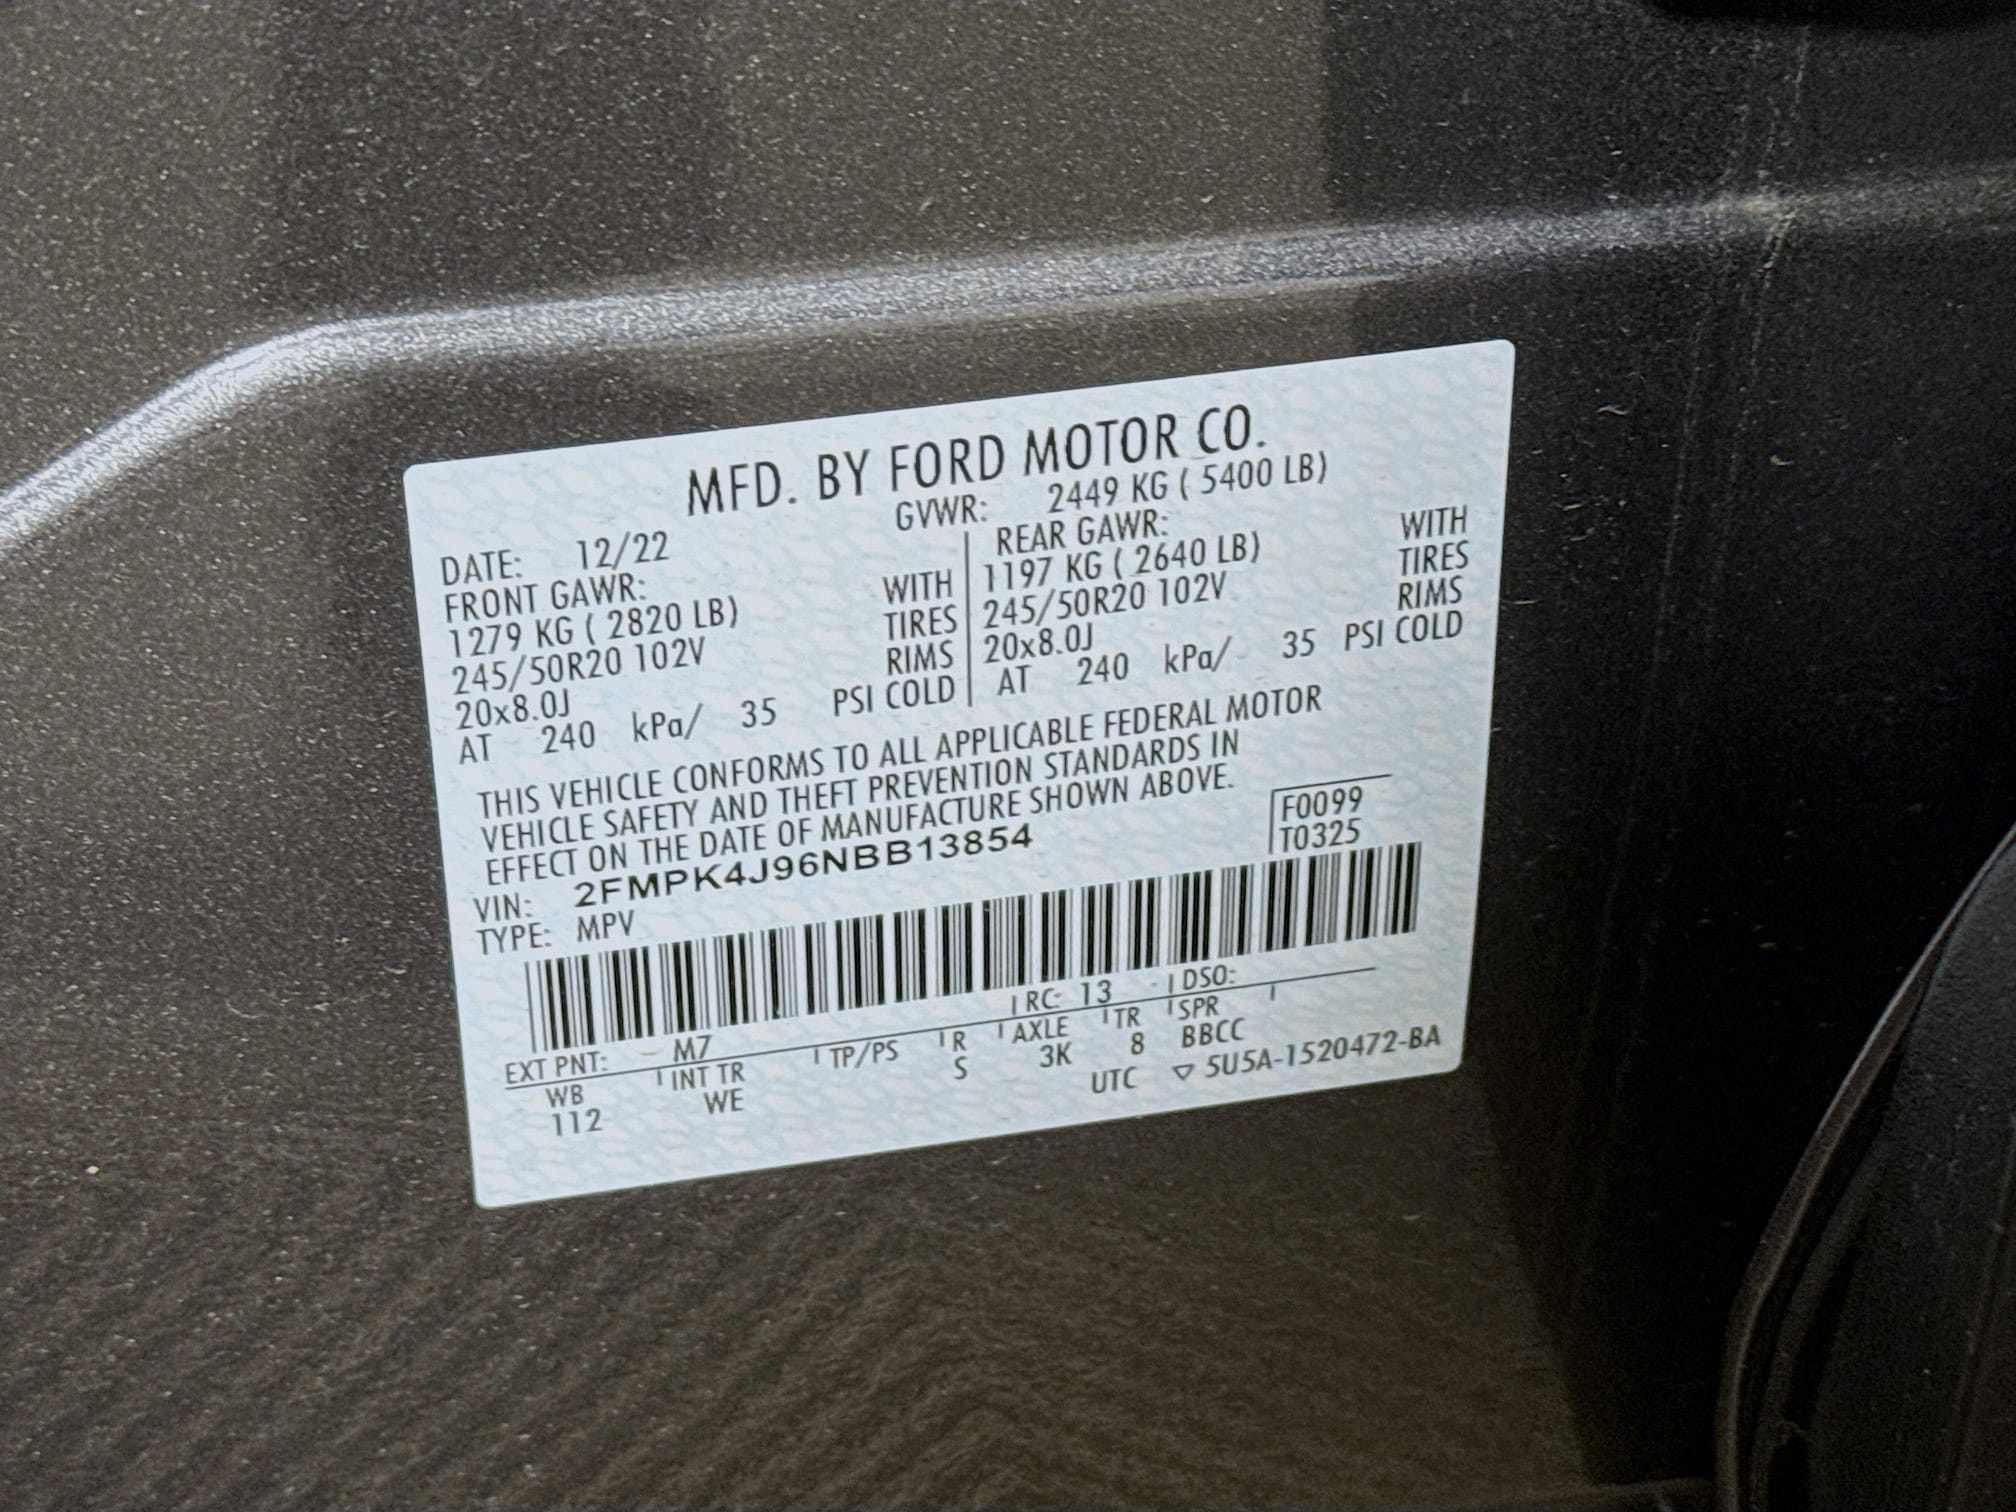 MFD. BY FORD MOTOR CO.
DATE: 12/22 GVWR: 2449 KG ( 5400 LB)
FRONT GAWR: REAR GAWR:
1279 KG ( 2820 LB) WITH 1197 KG ( 2640 LB) WITH
245/50R20 102V TIRES 245/50R20 102V TIRES
20x8.0J RIMS 20x8.0J RIMS
AT 240 kPa/ 35 PSI COLD AT 240 kPa/ 35 PSI COLD
THIS VEHICLE CONFORMS TO ALL APPLICABLE FEDERAL MOTOR
VEHICLE SAFETY AND THEFT PREVENTION STANDARDS IN
EFFECT ON THE DATE OF MANUFACTURE SHOWN ABOVE.
VIN: 2FMPK4J96NBB13854 F0099
TYPE: MPV T0325
EXT PNT: M7 RC: 13 DSO:
WB INT TR TP/PS R AXLE TR SPR
112 WE S 3K 8 BBCC
UTC ▽ 5U5A-1520472-BA